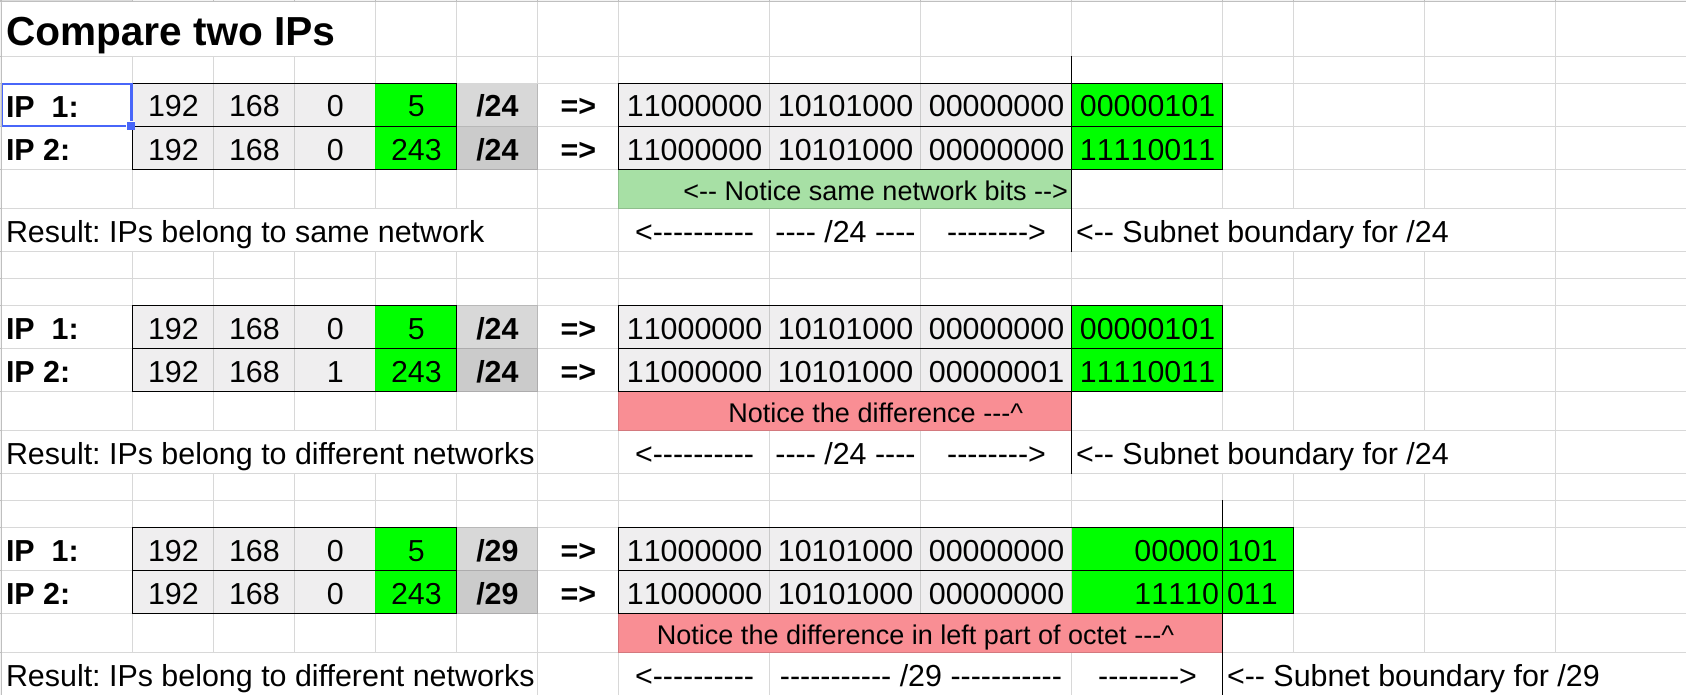 Compare two IPs
IP 1: 192 168 0 5 /24 => 11000000 10101000 00000000 00000101
IP 2: 192 168 0 243 /24 => 11000000 10101000 00000000 11110011
<-- Notice same network bits -->
Result: IPs belong to same network <---------- ---- /24 ---- --------> <-- Subnet boundary for /24
IP 1: 192 168 0 5 /24 => 11000000 10101000 00000000 00000101
IP 2: 192 168 1 243 /24 => 11000000 10101000 00000001 11110011
Notice the difference ---^
Result: IPs belong to different networks <---------- ---- /24 ---- --------> <-- Subnet boundary for /24
IP 1: 192 168 0 5 /29 => 11000000 10101000 00000000 00000 101
IP 2: 192 168 0 243 /29 => 11000000 10101000 00000000 11110 011
Notice the difference in left part of octet ---^
Result: IPs belong to different networks <---------- ----------- /29 ----------- --------> <-- Subnet boundary for /29